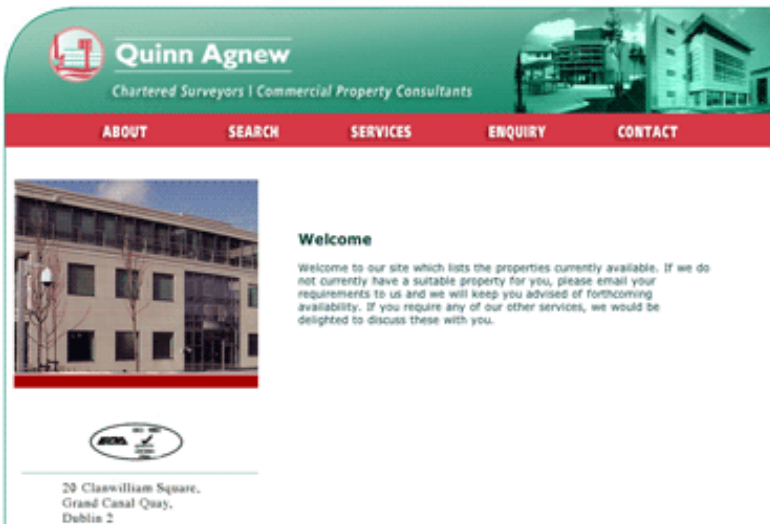 Quinn Agnew
Chartered Surveyors | Commercial Property Consultants
ABOUT SEARCH SERVICES ENQUIRY CONTACT
Welcome
Welcome to our site which lists the properties currently available. If we do
not currently have a suitable property for you, please email your
requirements to us and we will keep you advised of forthcoming
availability. If you require any of our other services, we would be
delighted to discuss these with you.
20 Clanwilliam Square,
Grand Canal Quay,
Dublin 2